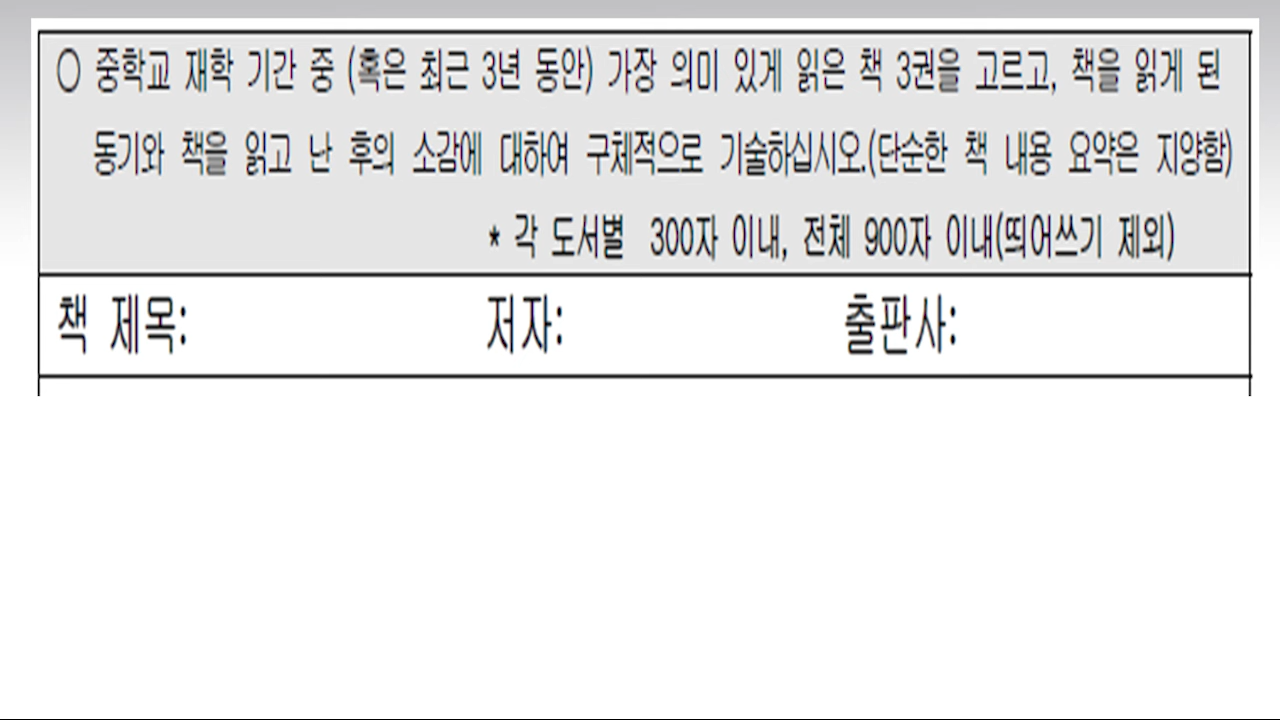 ○ 중학교 재학 기간 중 (혹은 최근 3년 동안) 가장 의미 있게 읽은 책 3권을 고르고, 책을 읽게 된
동기와 책을 읽고 난 후의 소감에 대하여 구체적으로 기술하십시오.(단순한 책 내용 요약은 지양함)
* 각 도서별 300자 이내, 전체 900자 이내(띄어쓰기 제외)
책 제목: 저자: 출판사: